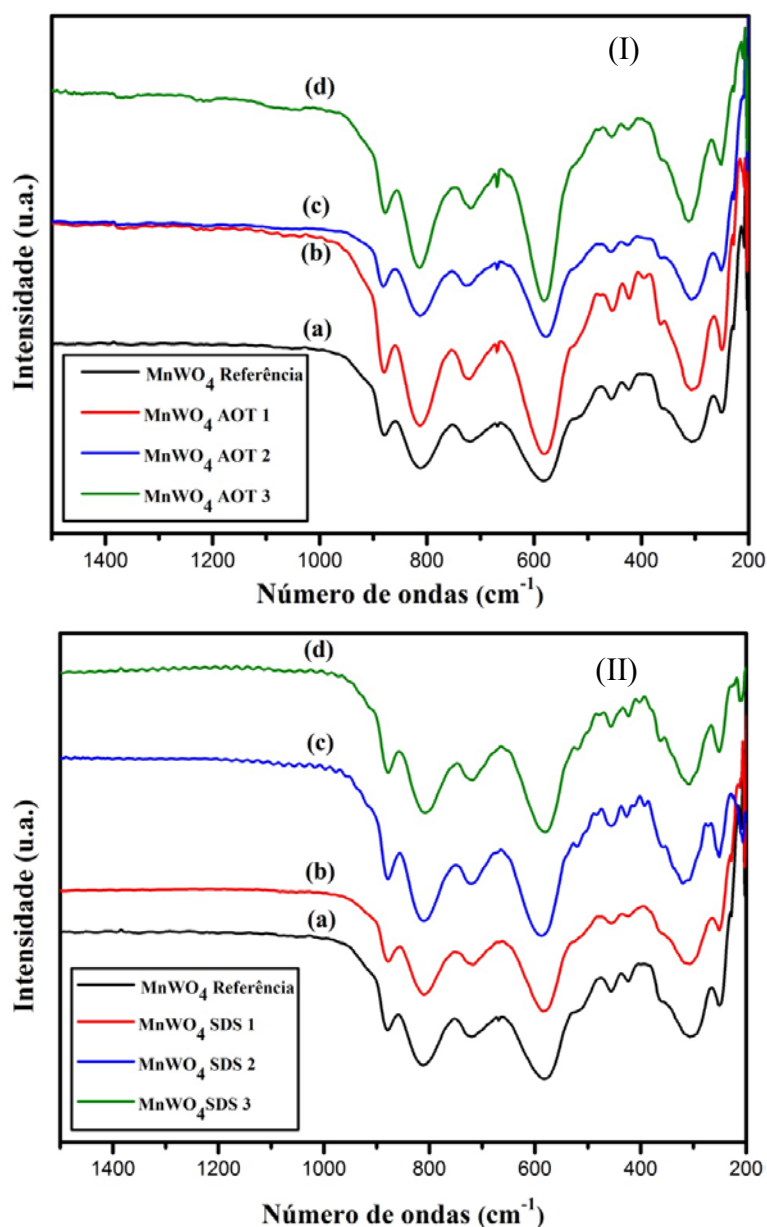 (I)
(d)
(c)
(b)
(a)
Intensidade (u.a.)
MnWO4 Referência
MnWO4 AOT 1
MnWO4 AOT 2
MnWO4 AOT 3
1400 1200 1000 800 600 400 200
Número de ondas (cm-1)
(II)
(d)
(c)
(b)
(a)
Intensidade (u.a.)
MnWO4 Referência
MnWO4 SDS 1
MnWO4 SDS 2
MnWO4 SDS 3
1400 1200 1000 800 600 400 200
Número de ondas (cm-1)